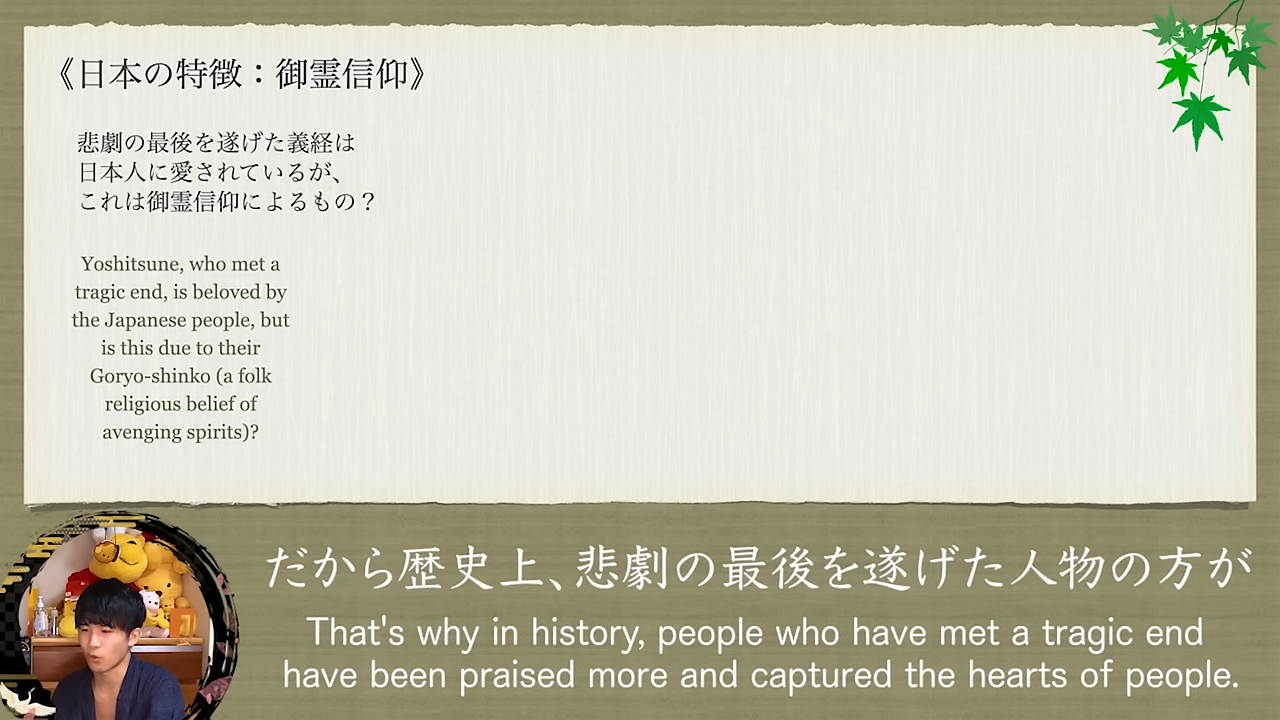 《日本の特徴：御霊信仰》
悲劇の最後を遂げた義経は
日本人に愛されているが、
これは御霊信仰によるもの？
Yoshitsune, who met a
tragic end, is beloved by
the Japanese people, but
is this due to their
Goryo-shinko (a folk
religious belief of
avenging spirits)?
だから歴史上、悲劇の最後を遂げた人物の方が
That's why in history, people who have met a tragic end
have been praised more and captured the hearts of people.